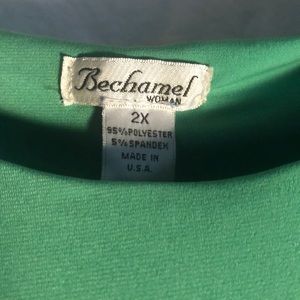 Bechamel
WOMAN
2X
95% POLYESTER
5% SPANDEX
MADE IN
U.S.A.